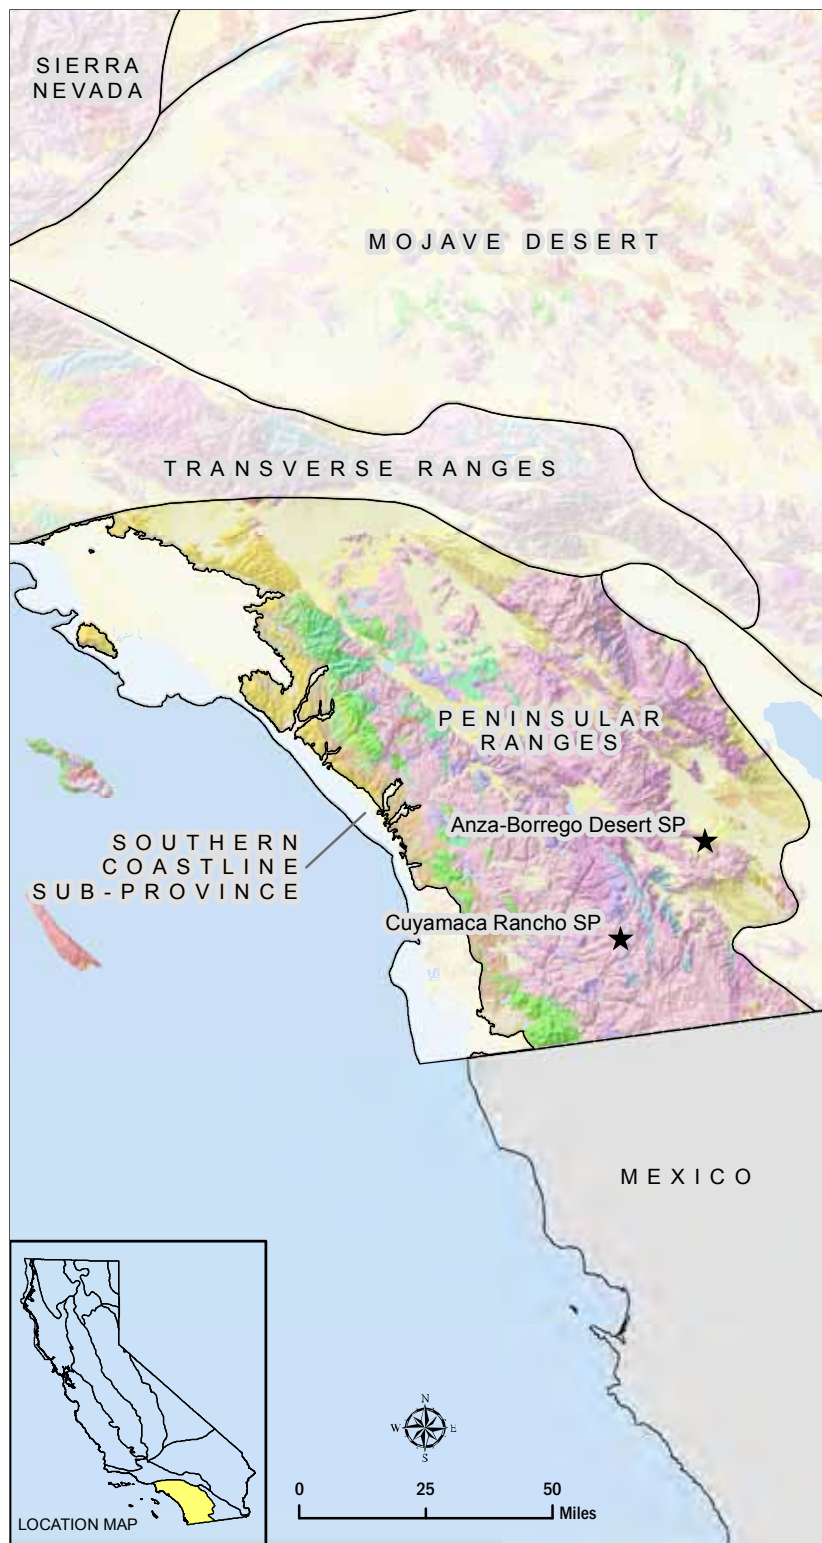 SIERRA
NEVADA
MOJAVE DESERT
TRANSVERSE RANGES
PENINSULAR
RANGES
Anza-Borrego Desert SP
SOUTHERN
COASTLINE
SUB-PROVINCE
Cuyamaca Rancho SP
MEXICO
N
W E
S
0 25 50
Miles
LOCATION MAP